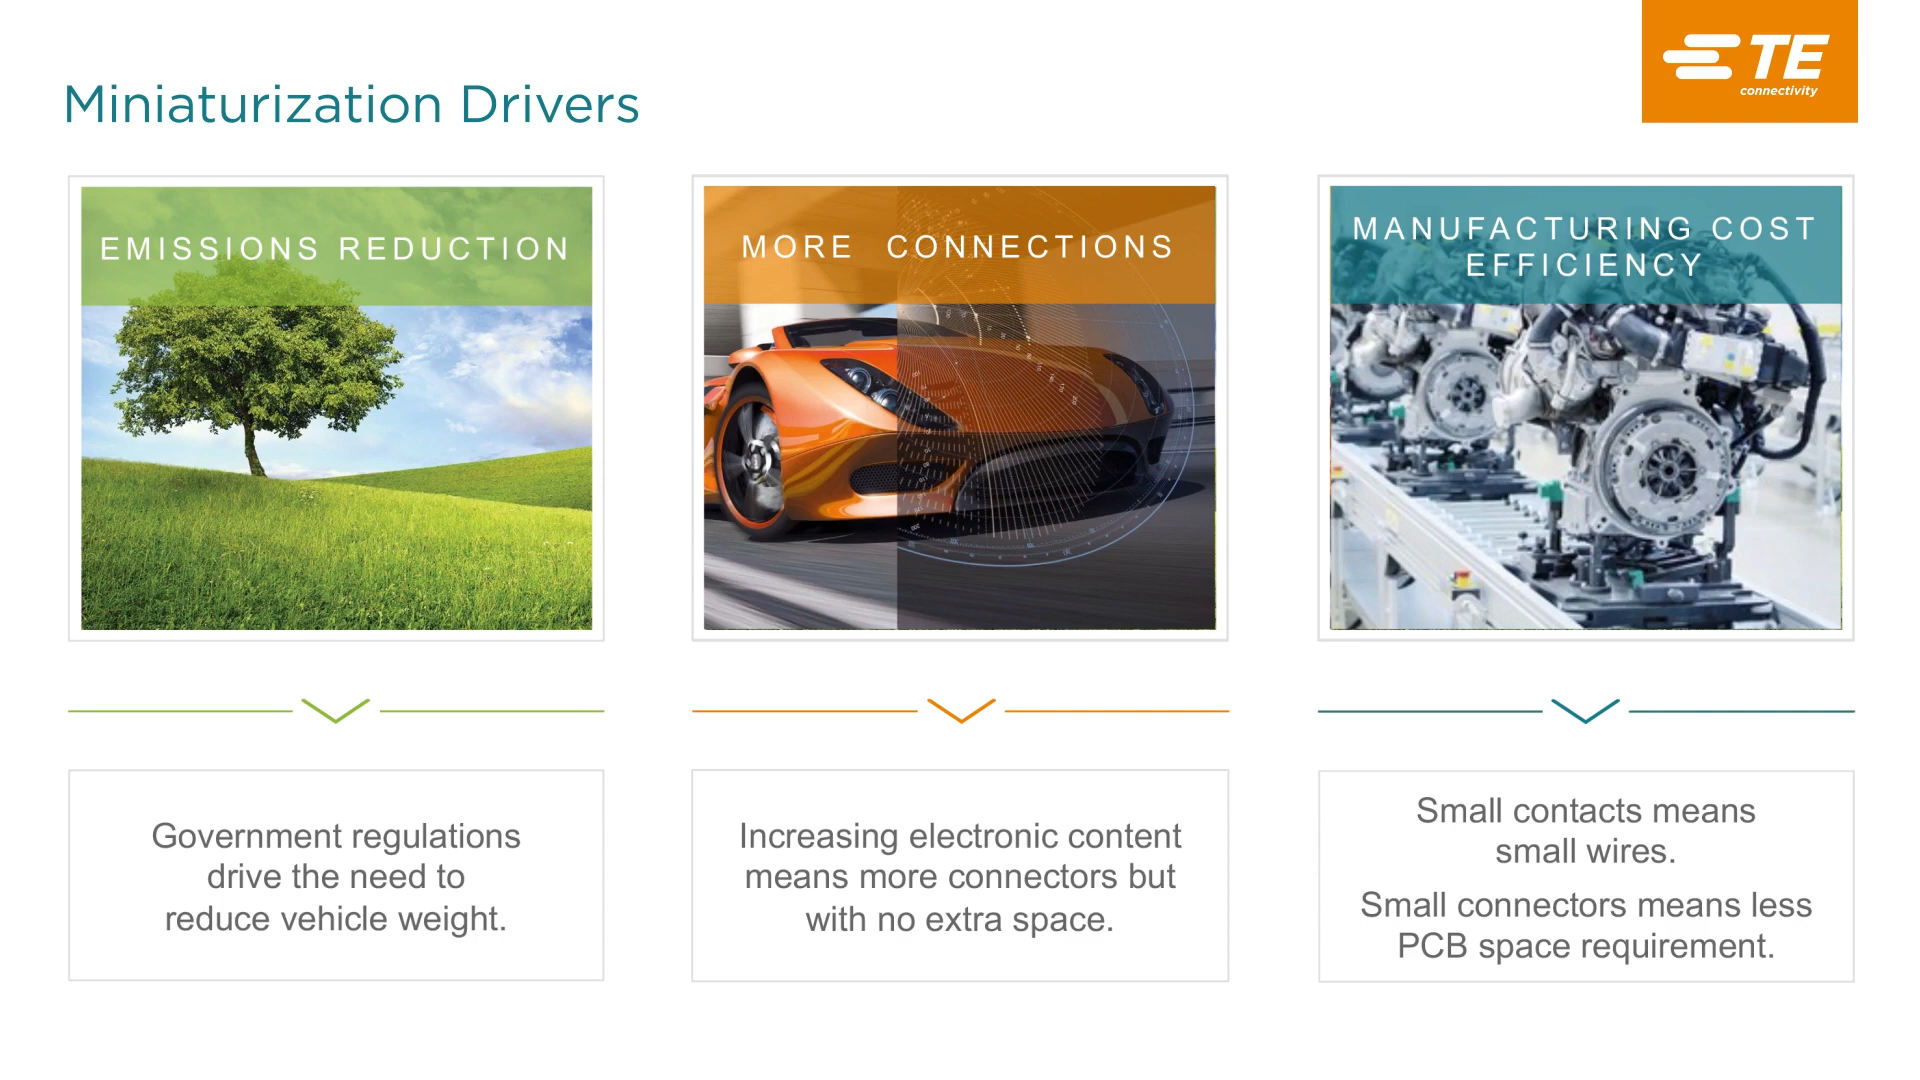 TE
connectivity
Miniaturization Drivers
EMISSIONS REDUCTION
MORE CONNECTIONS
MANUFACTURING COST
EFFICIENCY
Government regulations
drive the need to
reduce vehicle weight.
Increasing electronic content
means more connectors but
with no extra space.
Small contacts means
small wires.
Small connectors means less
PCB space requirement.